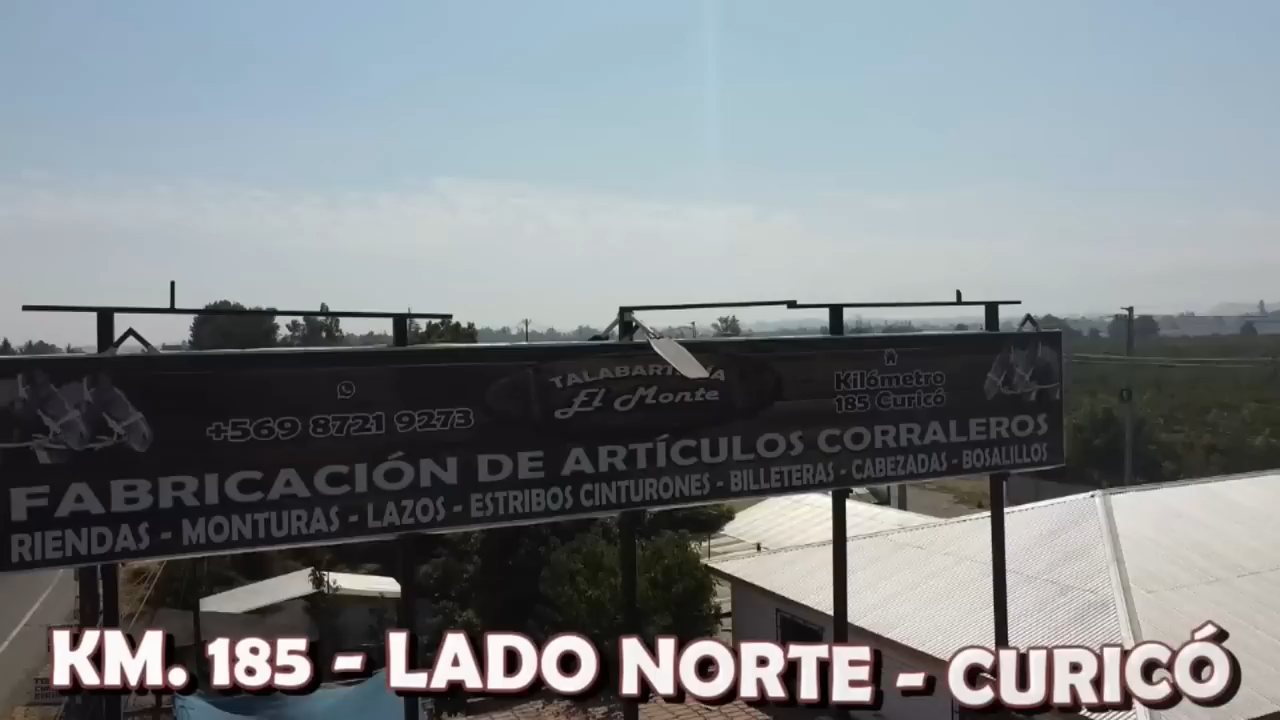 TALABARTERÍA
El Monte
+569 8721 9273
Kilómetro
185 Curicó
FABRICACIÓN DE ARTÍCULOS CORRALEROS
RIENDAS - MONTURAS - LAZOS - ESTRIBOS CINTURONES - BILLETERAS - CABEZADAS - BOSALILLOS
KM. 185 - LADO NORTE - CURICÓ